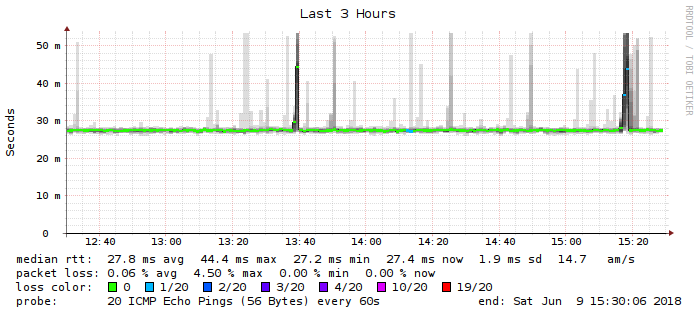 Last 3 Hours
RRDTOOL / TOBI OETIKER
Seconds
50 m
40 m
30 m
20 m
10 m
0
12:40 13:00 13:20 13:40 14:00 14:20 14:40 15:00 15:20
median rtt: 27.8 ms avg 44.4 ms max 27.2 ms min 27.4 ms now 1.9 ms sd 14.7 am/s
packet loss: 0.06 % avg 4.50 % max 0.00 % min 0.00 % now
loss color: 0 1/20 2/20 3/20 4/20 10/20 19/20
probe: 20 ICMP Echo Pings (56 Bytes) every 60s end: Sat Jun 9 15:30:06 2018